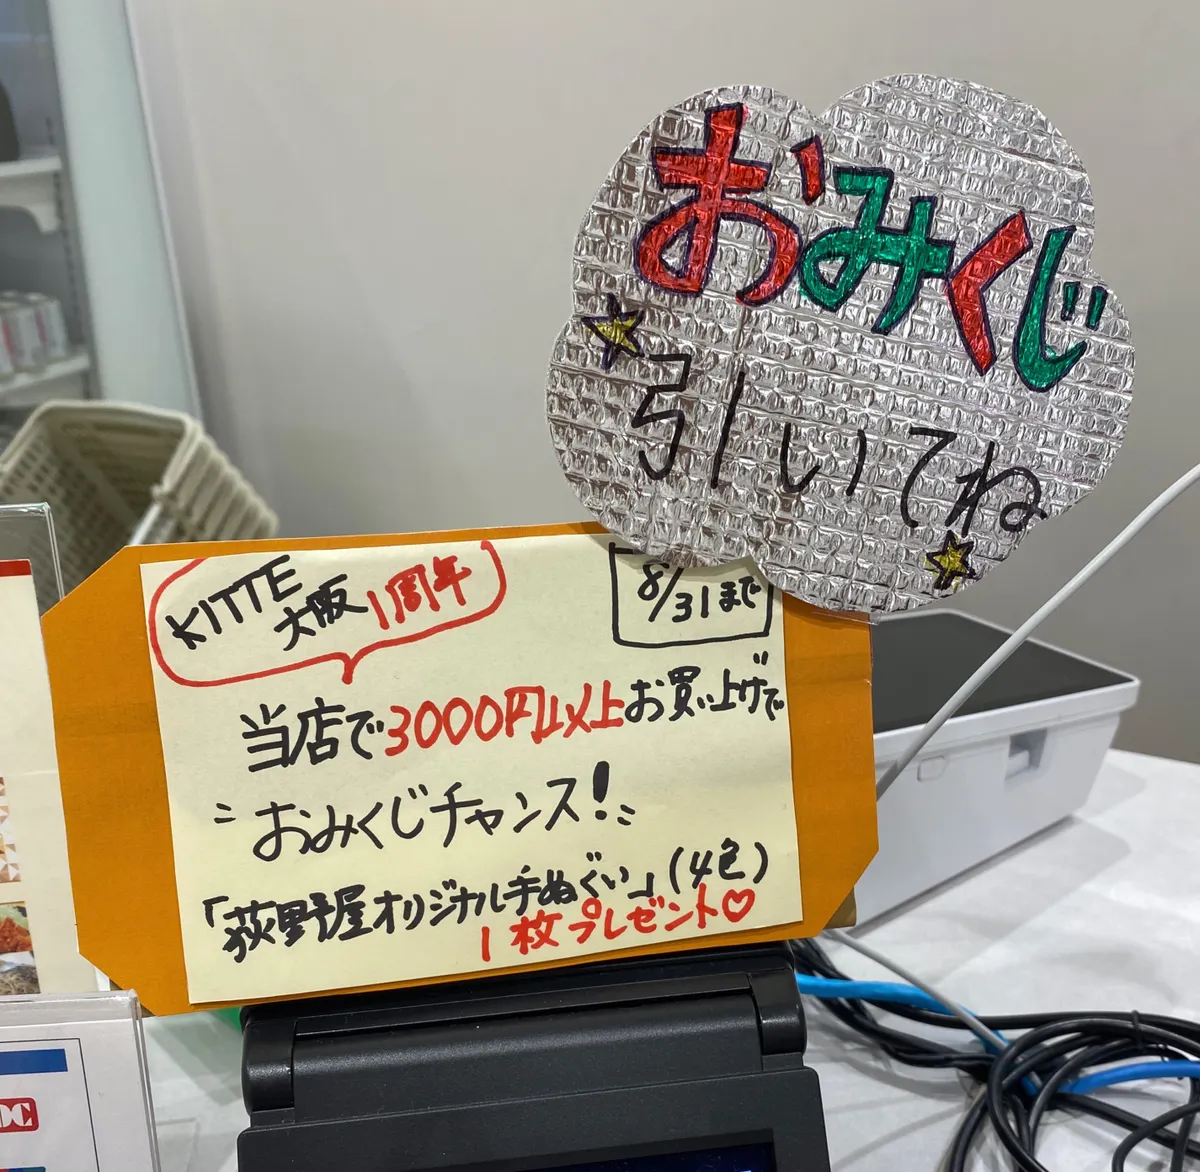 おみくじ
引いてね
KITTE
大阪 1周年
8/31まで
当店で3000円以上お買い上げで
おみくじチャンス!
「荻野屋オリジナル手ぬぐい」(4色)
1枚プレゼント♡